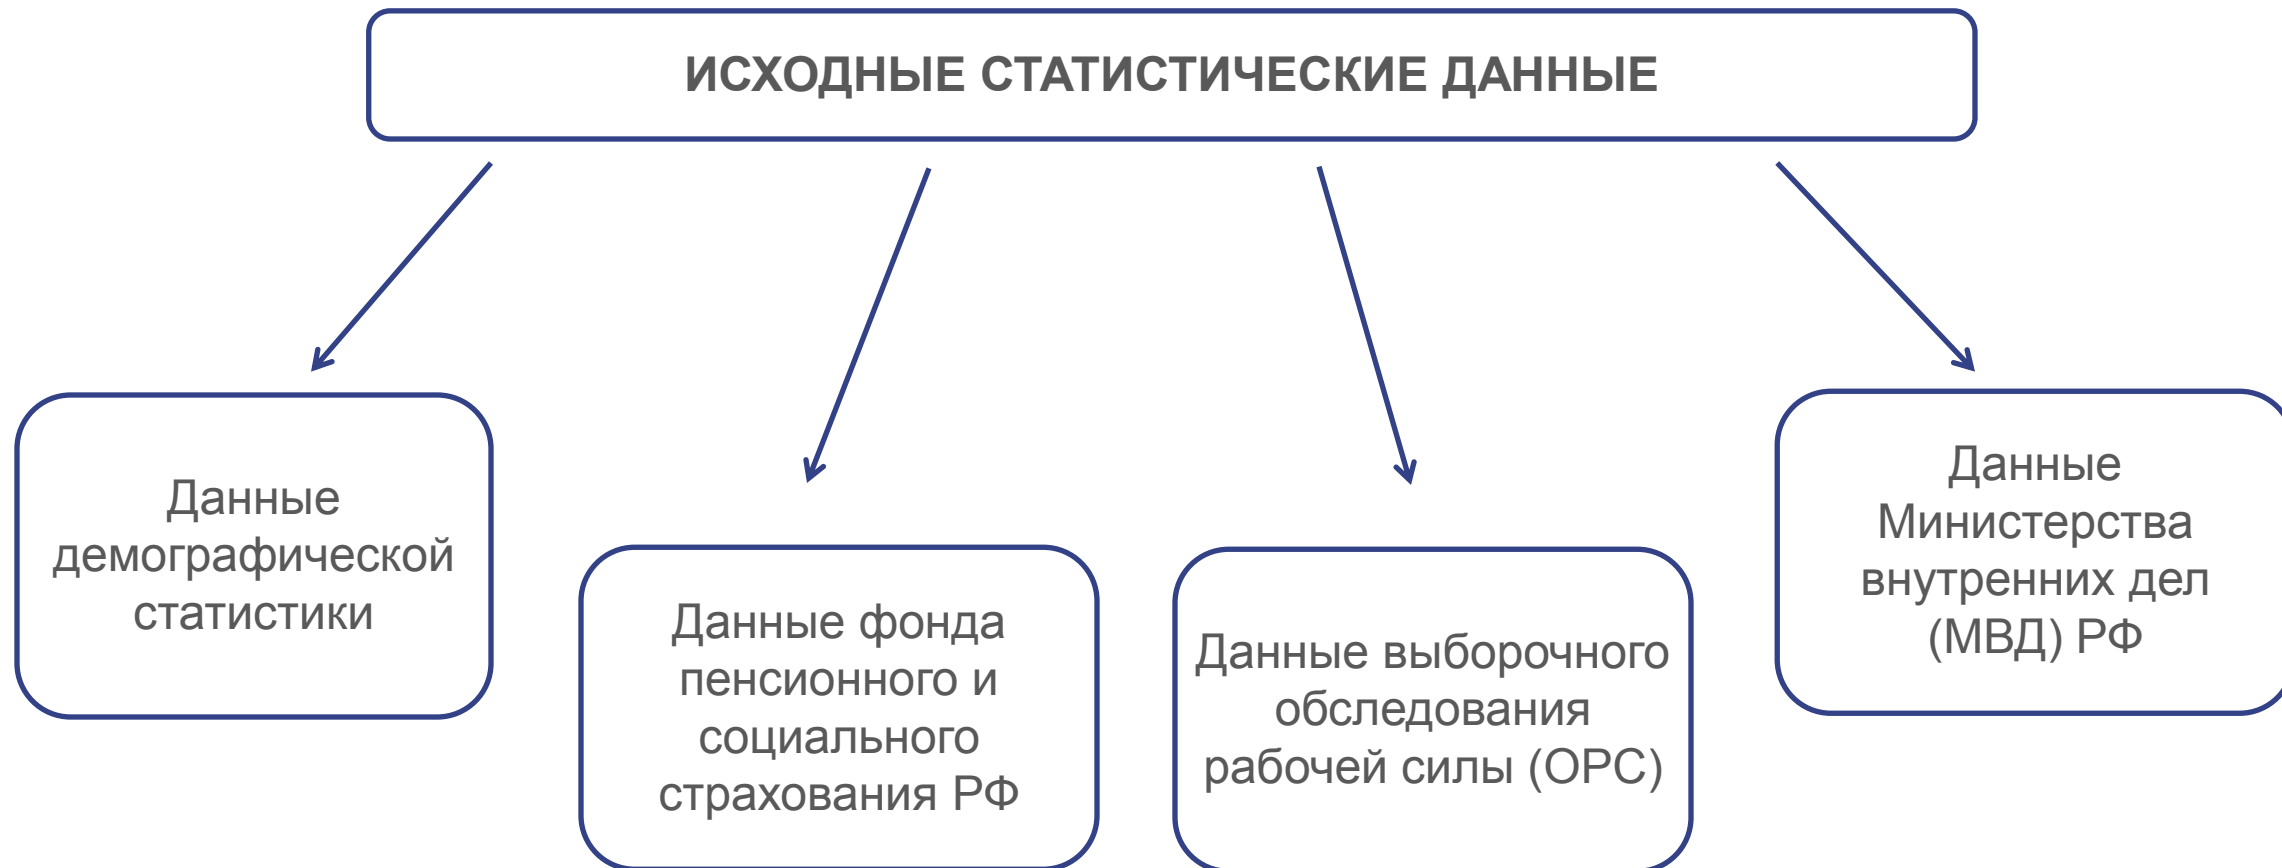 ИСХОДНЫЕ СТАТИСТИЧЕСКИЕ ДАННЫЕ
Данные
демографической
статистики
Данные фонда
пенсионного и
социального
страхования РФ
Данные выборочного
обследования
рабочей силы (ОРС)
Данные
Министерства
внутренних дел
(МВД) РФ